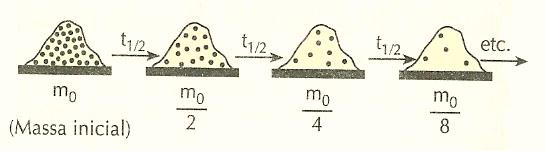 t1/2 t1/2 t1/2 etc.
m0 m0 m0 m0
2 4 8
(Massa inicial)